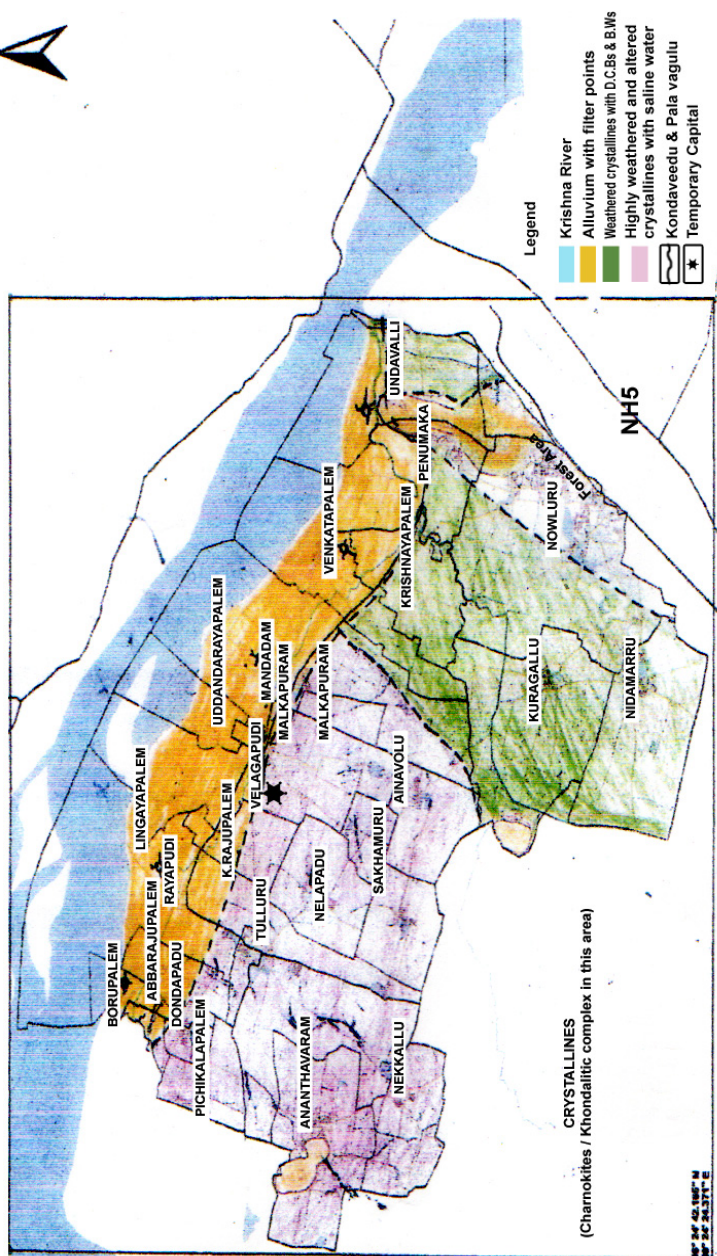 BORUPALEM
LINGAYAPALEM
ABBARAJUPALEM
RAYAPUDI
DONDAPADU
UDDANDARAYAPALEM
PICHIKALAPALEM
K.RAJUPALEM
VELAGAPUDI
MANDADAM
MALKAPURAM
MALKAPURAM
VENKATAPALEM
TULLURU
ANANTHAVARAM
NELAPADU
SAKHAMURU
AINAVOLU
NEKKALLU
KRISHNAYAPALEM
PENUMAKA
UNDAVALLI
KURAGALLU
NIDAMARRU
NOWLURU
Forest Area
NH5
CRYSTALLINES
(Charnokites / Khondalitic complex in this area)
Legend
Krishna River
Alluvium with filter points
Weathered crystallines with D.C.Bs & B.Ws
Highly weathered and altered
crystallines with saline water
Kondaveedu & Pala vagulu
Temporary Capital